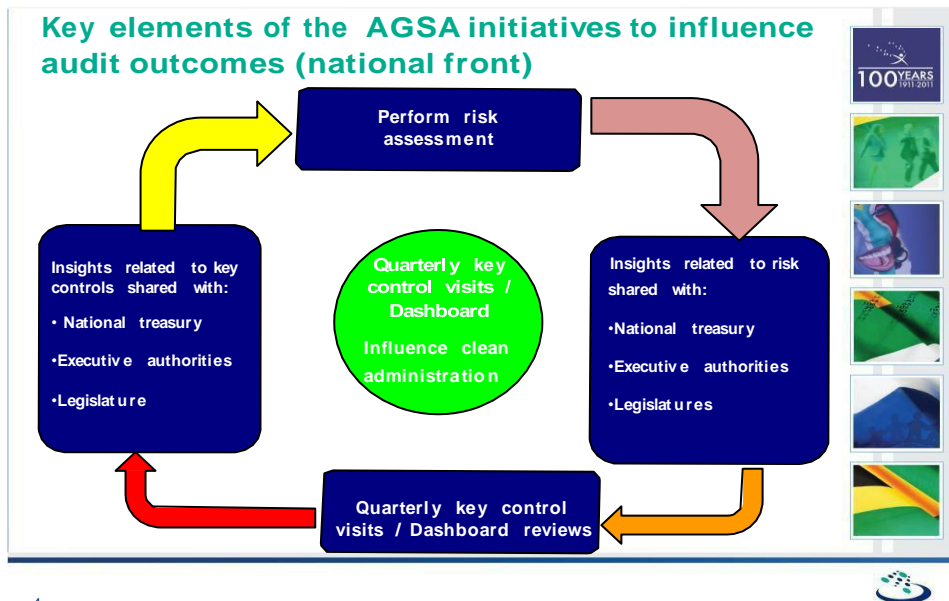 Key elements of the AGSA initiatives to influence
audit outcomes (national front)
100 YEARS
1911-2011
Perform risk
assessment
Insights related to key
controls shared with:
• National treasury
•Executive authorities
•Legislature
Quarterly key
control visits /
Dashboard
Influence clean
administration
Insights related to risk
shared with:
•National treasury
•Executive authorities
•Legislatures
Quarterly key control
visits / Dashboard reviews